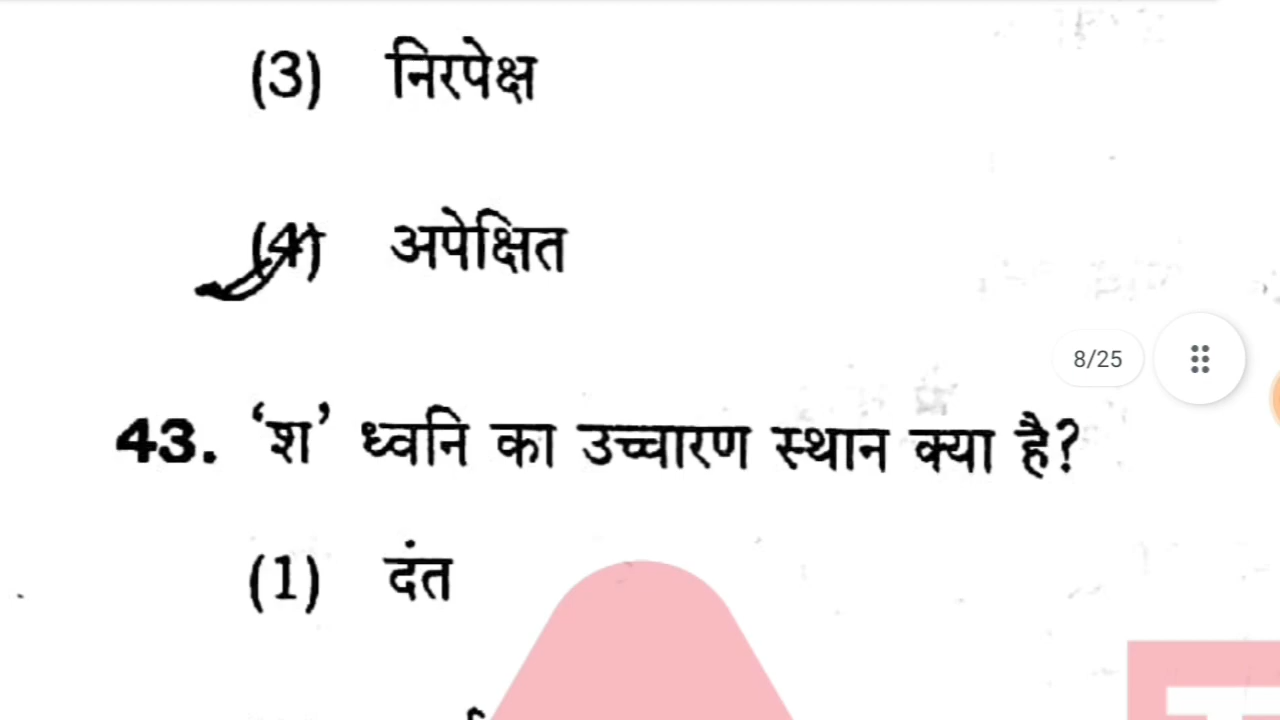 (3) निरपेक्ष
(4) अपेक्षित
8/25
43. ‘श’ ध्वनि का उच्चारण स्थान क्या है?
(1) दंत